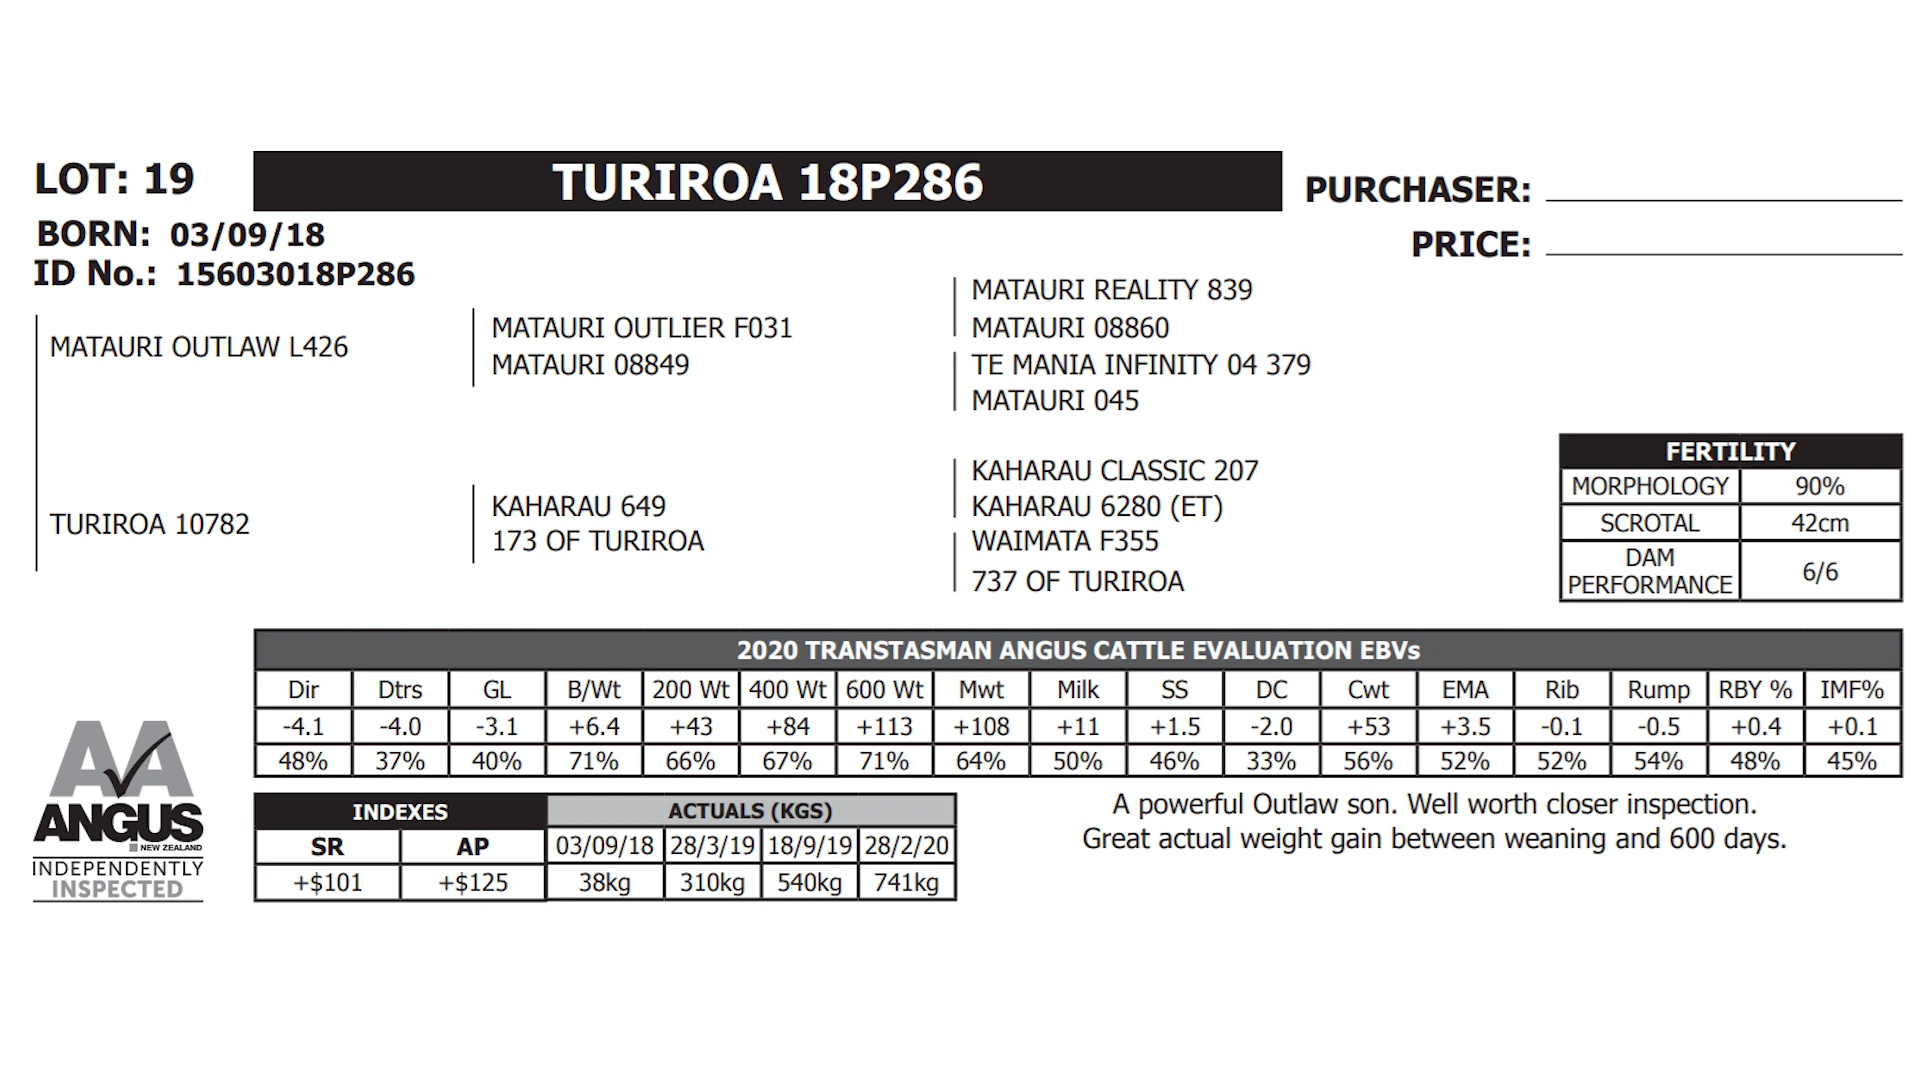 LOT: 19
TURIROA 18P286
PURCHASER:
BORN: 03/09/18
PRICE:
ID No.: 15603018P286
MATAURI OUTLAW L426
MATAURI OUTLIER F031
MATAURI 08849
MATAURI REALITY 839
MATAURI 08860
TE MANIA INFINITY 04 379
MATAURI 045
TURIROA 10782
KAHARAU 649
173 OF TURIROA
KAHARAU CLASSIC 207
KAHARAU 6280 (ET)
WAIMATA F355
737 OF TURIROA
FERTILITY
MORPHOLOGY 90%
SCROTAL 42cm
DAM PERFORMANCE 6/6
2020 TRANSTASMAN ANGUS CATTLE EVALUATION EBVs
Dir Dtrs GL B/Wt 200 Wt 400 Wt 600 Wt Mwt Milk SS DC Cwt EMA Rib Rump RBY % IMF%
-4.1 -4.0 -3.1 +6.4 +43 +84 +113 +108 +11 +1.5 -2.0 +53 +3.5 -0.1 -0.5 +0.4 +0.1
48% 37% 40% 71% 66% 67% 71% 64% 50% 46% 33% 56% 52% 52% 54% 48% 45%
AA
ANGUS
NEW ZEALAND
INDEPENDENTLY
INSPECTED
INDEXES ACTUALS (KGS)
SR AP 03/09/18 28/3/19 18/9/19 28/2/20
+$101 +$125 38kg 310kg 540kg 741kg
A powerful Outlaw son. Well worth closer inspection.
Great actual weight gain between weaning and 600 days.